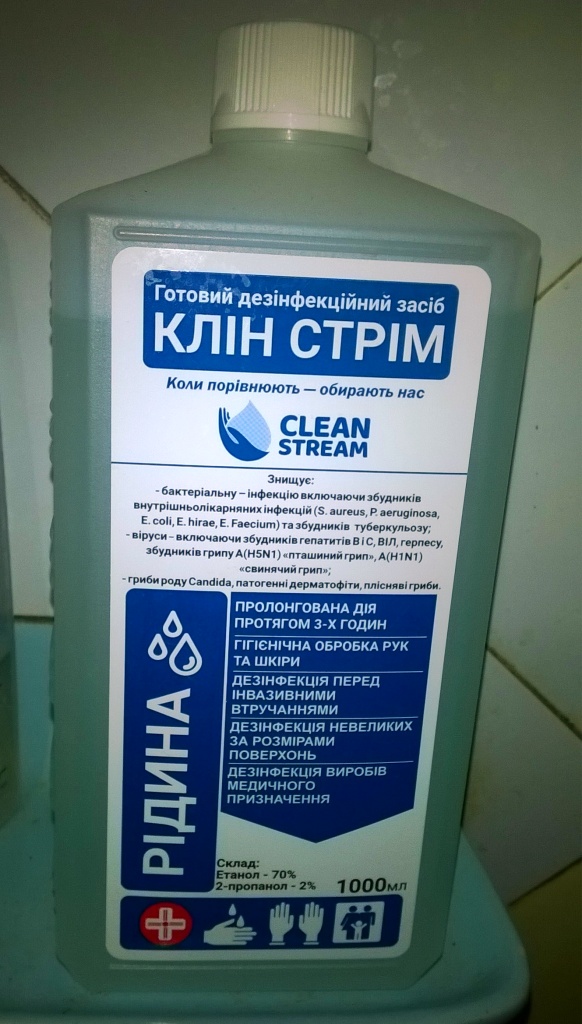 Готовий дезінфекційний засіб
КЛІН СТРІМ
Коли порівнюють — обирають нас
CLEAN
STREAM
Знищує:
- бактеріальну – інфекцію включаючи збудників
внутрішньолікарняних інфекцій (S. aureus, P. aeruginosa,
E. coli, E. hirae, E. Faecium) та збудників туберкульозу;
- віруси – включаючи збудників гепатитів В і С, ВІЛ, герпесу,
збудників грипу А(H5N1) «пташиний грип», А(H1N1)
«свинячий грип»;
- гриби роду Candida, патогенні дерматофіти, плісняві гриби.
РІДИНА
ПРОЛОНГОВАНА ДІЯ
ПРОТЯГОМ 3-Х ГОДИН
ГІГІЄНІЧНА ОБРОБКА РУК
ТА ШКІРИ
ДЕЗІНФЕКЦІЯ ПЕРЕД
ІНВАЗИВНИМИ
ВТРУЧАННЯМИ
ДЕЗІНФЕКЦІЯ НЕВЕЛИКИХ
ЗА РОЗМІРАМИ
ПОВЕРХОНЬ
ДЕЗІНФЕКЦІЯ ВИРОБІВ
МЕДИЧНОГО
ПРИЗНАЧЕННЯ
Склад:
Етанол - 70%
2-пропанол - 2%
1000мл